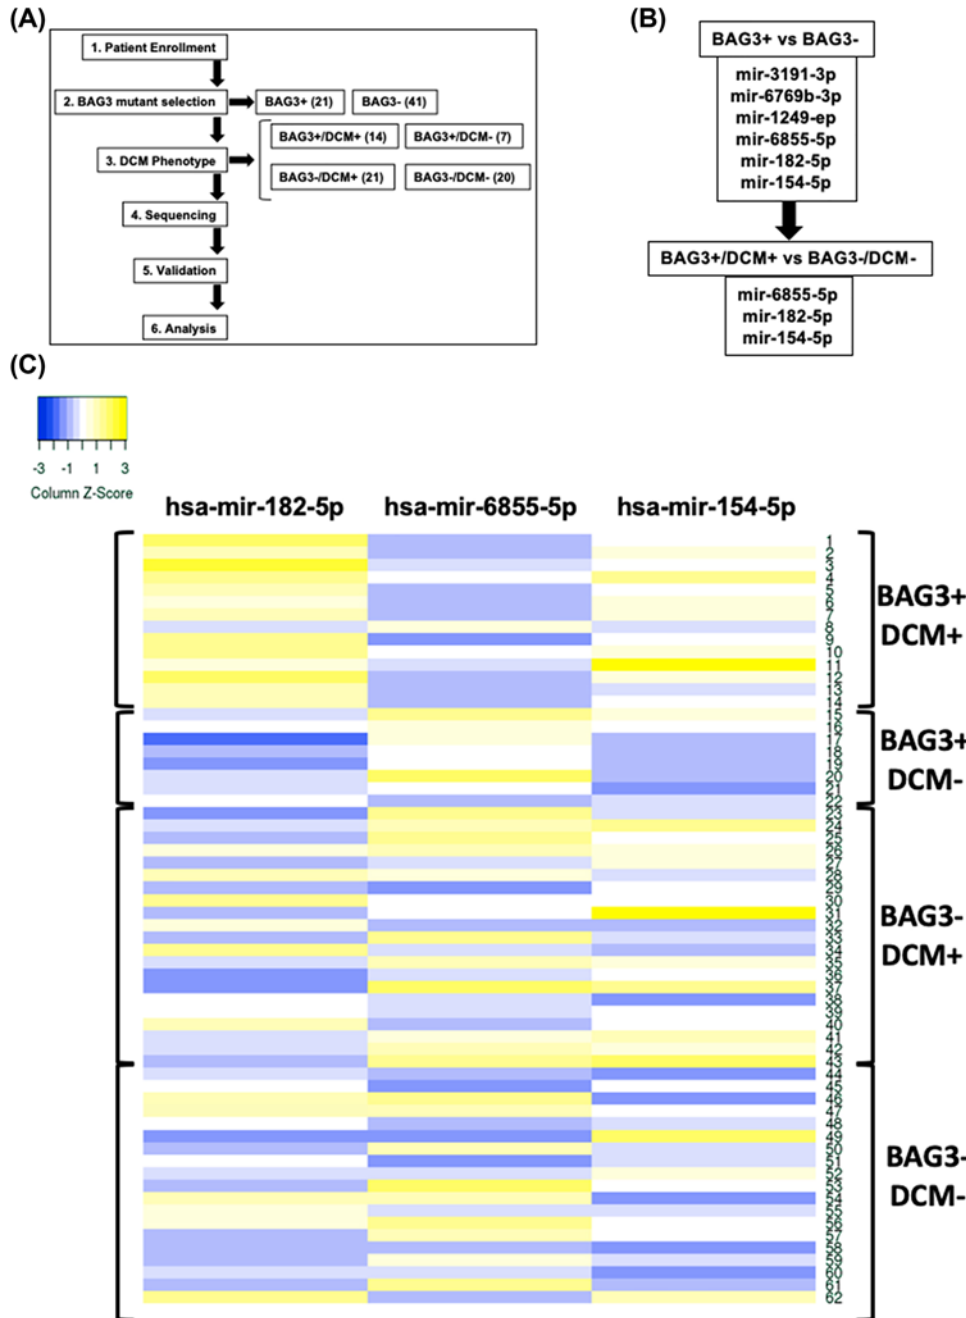 (A)
1. Patient Enrollment
2. BAG3 mutant selection
BAG3+ (21)
BAG3- (41)
3. DCM Phenotype
BAG3+/DCM+ (14)
BAG3+/DCM- (7)
BAG3-/DCM+ (21)
BAG3-/DCM- (20)
4. Sequencing
5. Validation
6. Analysis
(B)
BAG3+ vs BAG3-
mir-3191-3p
mir-6769b-3p
mir-1249-ep
mir-6855-5p
mir-182-5p
mir-154-5p
BAG3+/DCM+ vs BAG3-/DCM-
mir-6855-5p
mir-182-5p
mir-154-5p
(C)
-3 -1 1 3
Column Z-Score
hsa-mir-182-5p hsa-mir-6855-5p hsa-mir-154-5p
1
2
3
4
5
6
7
8
9
10
11
12
13
14
15
16
17
18
19
20
21
22
23
24
25
26
27
28
29
30
31
32
33
34
35
36
37
38
39
40
41
42
43
44
45
46
47
48
49
50
51
52
53
54
55
56
57
58
59
60
61
62
BAG3+
DCM+
BAG3+
DCM-
BAG3-
DCM+
BAG3-
DCM-